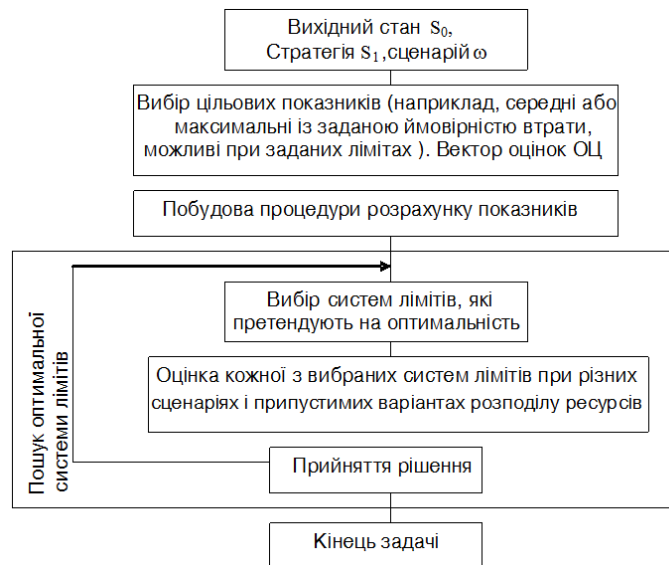 Вихідний стан S₀,
Стратегія S₁,сценарій ω
Вибір цільових показників (наприклад, середні або
максимальні із заданою ймовірністю втрати,
можливі при заданих лімітах ). Вектор оцінок ОЦ
Побудова процедури розрахунку показників
Вибір систем лімітів, які
претендують на оптимальність
Оцінка кожної з вибраних систем лімітів при різних
сценаріях і припустимих варіантах розподілу ресурсів
Пошук оптимальної
системи лімітів
Прийняття рішення
Кінець задачі